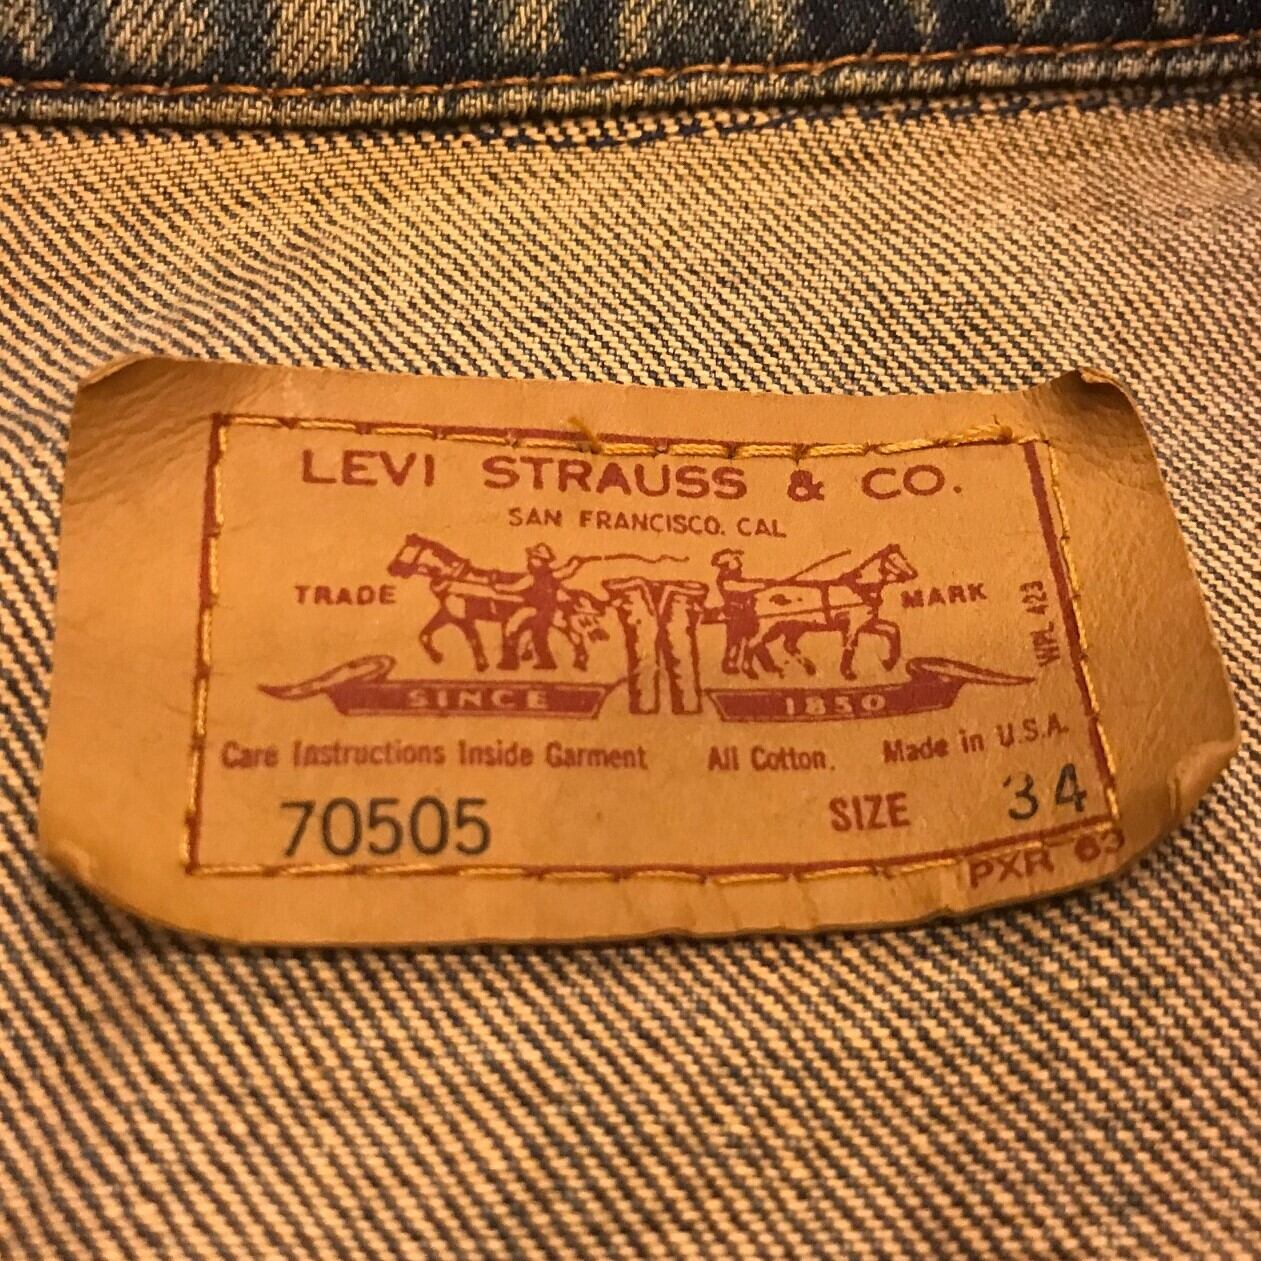 LEVI STRAUSS & CO.
SAN FRANCISCO. CAL
TRADE MARK
WPL 423
SINCE 1850
Care Instructions Inside Garment All Cotton. Made in U.S.A.
70505 SIZE 34
PXR 63